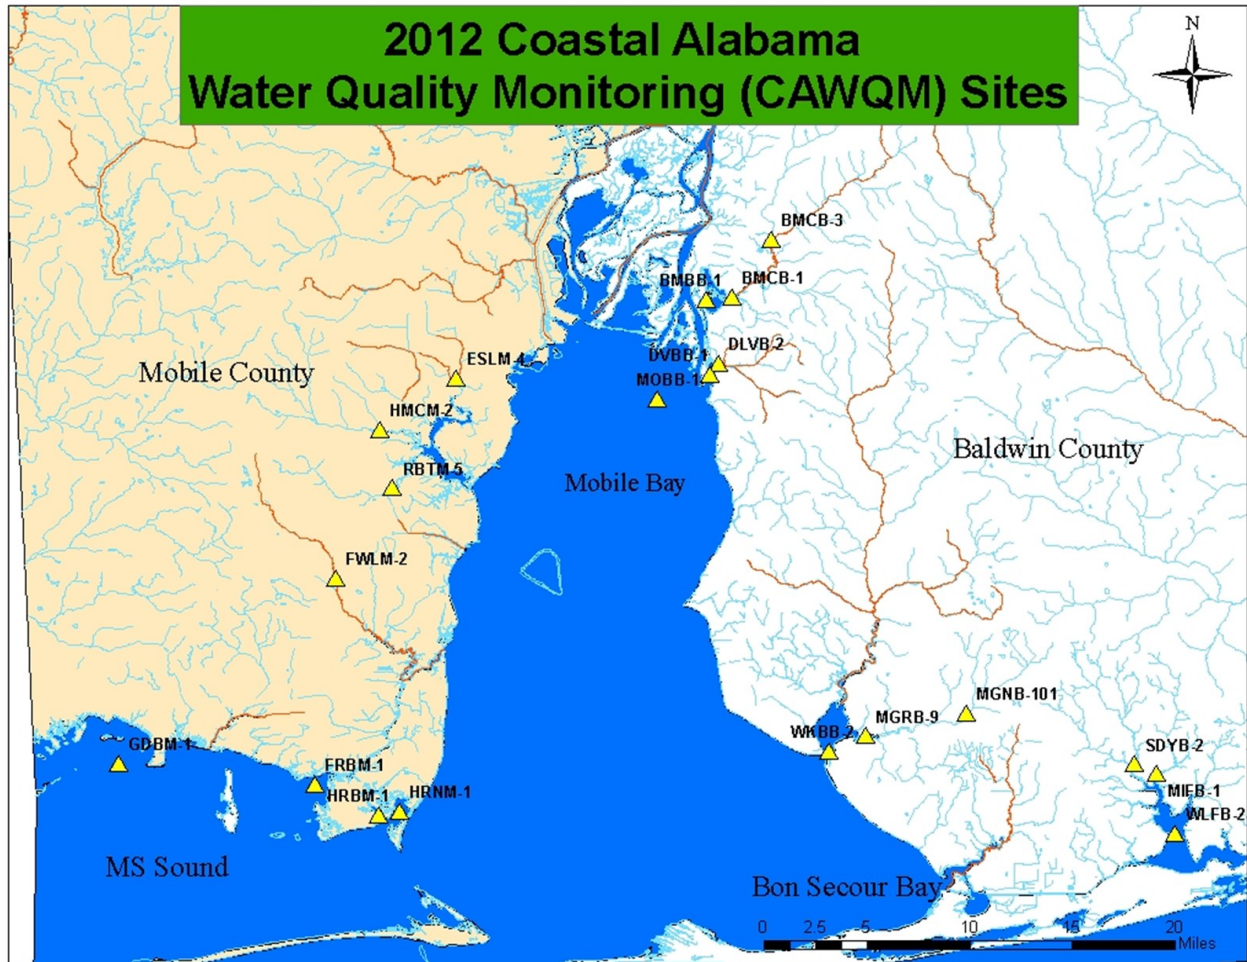 2012 Coastal Alabama
Water Quality Monitoring (CAWQM) Sites
N
BMCB-3
BMBB-1
BMCB-1
DVBB-1
DLVB-2
ESLM-4
MOBB-1
Mobile County
HMCM-2
Baldwin County
RBTM-5
Mobile Bay
FWLM-2
MGNB-101
MGRB-9
WKBB-2
GDBM-1
SDYB-2
FRBM-1
HRBM-1
HRNM-1
MIFB-1
WLFB-2
MS Sound
Bon Secour Bay
0 2.5 5 10 15 20
Miles